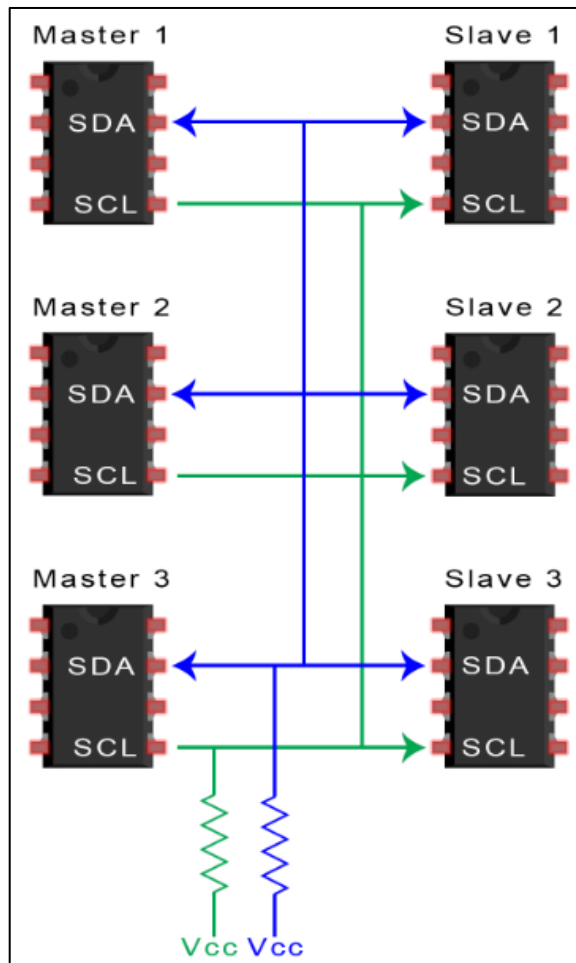 Master 1 Slave 1
SDA SDA
SCL SCL
Master 2 Slave 2
SDA SDA
SCL SCL
Master 3 Slave 3
SDA SDA
SCL SCL
Vcc Vcc